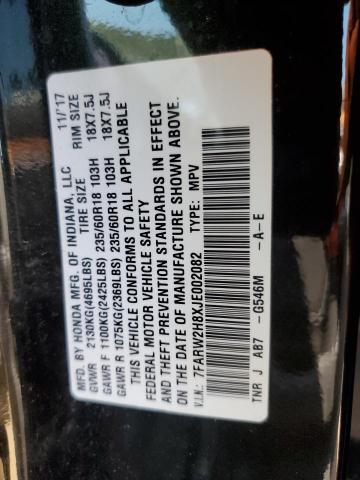 MFD. BY HONDA MFG. OF INDIANA, LLC 11/'17
TIRE SIZE RIM SIZE
GVWR 2130KG(4695LBS)
GAWR F 1100KG(2425LBS) 235/60R18 103H 18X7.5J
GAWR R 1075KG(2369LBS) 235/60R18 103H 18X7.5J
THIS VEHICLE CONFORMS TO ALL APPLICABLE
FEDERAL MOTOR VEHICLE SAFETY
AND THEFT PREVENTION STANDARDS IN EFFECT
ON THE DATE OF MANUFACTURE SHOWN ABOVE.
V.I.N.: 7FARW2H8XJE002082 TYPE: MPV
TNR J AB7 -G546M -A-E